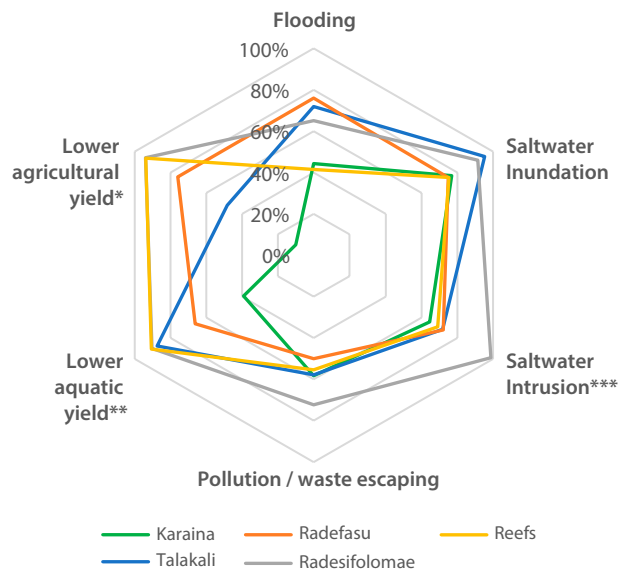 Flooding
100%
80%
60%
40%
20%
0%
Saltwater
Inundation
Saltwater
Intrusion***
Pollution / waste escaping
Lower
aquatic
yield**
Lower
agricultural
yield*
Karaina
Radefasu
Reefs
Talakali
Radesifolomae